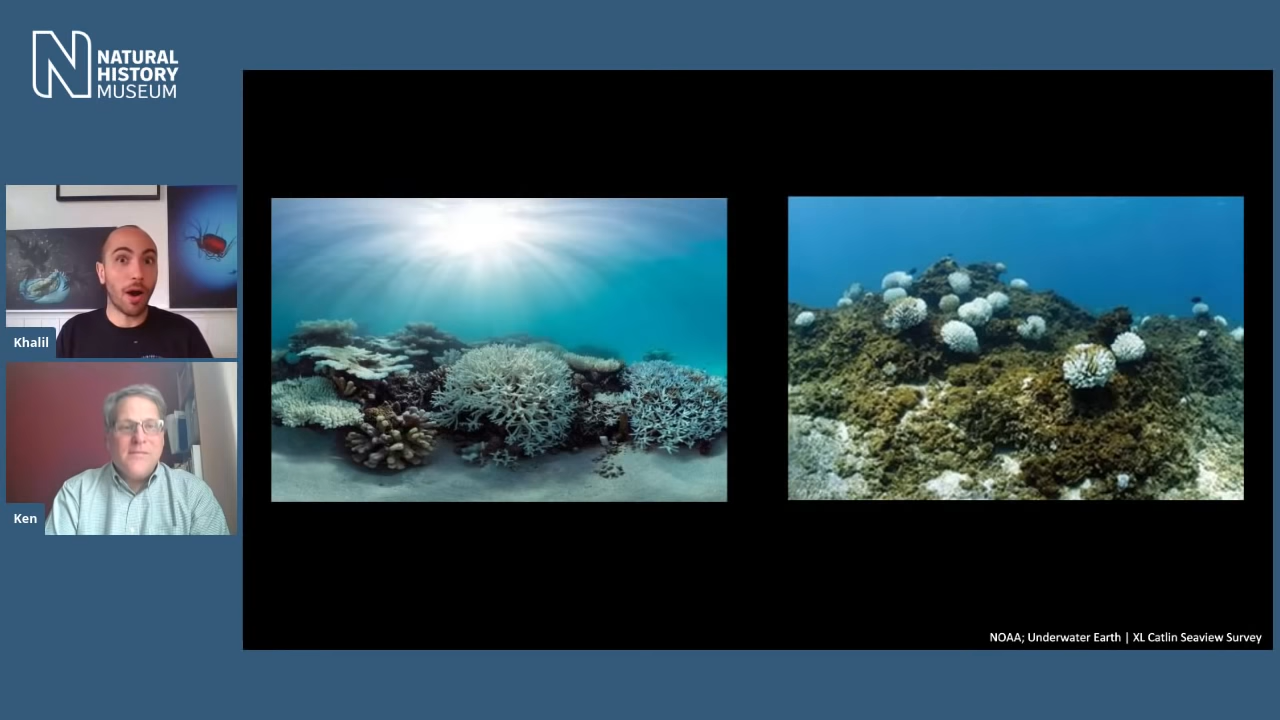 NATURAL
HISTORY
MUSEUM
Khalil
Ken
NOAA; Underwater Earth | XL Catlin Seaview Survey